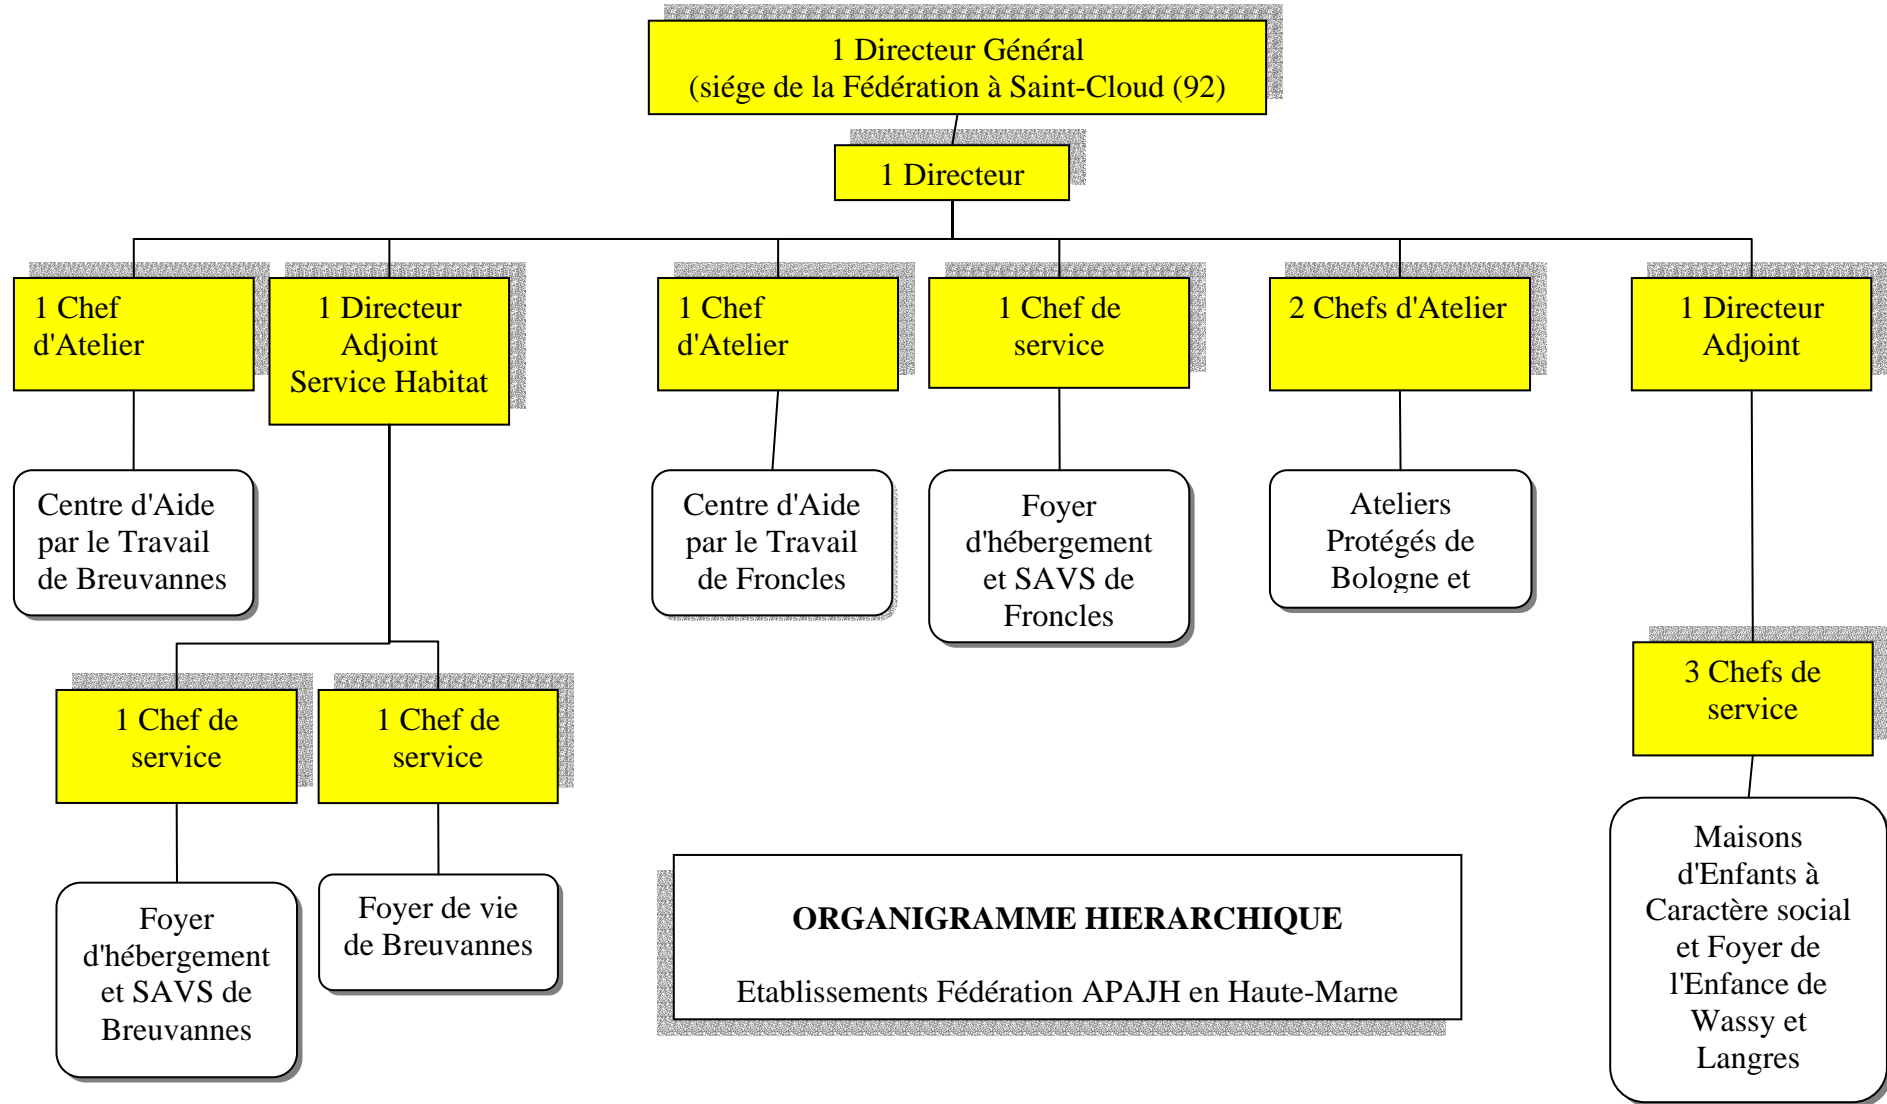 1 Directeur Général
(siége de la Fédération à Saint-Cloud (92)
1 Directeur
1 Chef
d'Atelier
1 Directeur
Adjoint
Service Habitat
1 Chef
d'Atelier
1 Chef de
service
2 Chefs d'Atelier
1 Directeur
Adjoint
Centre d'Aide
par le Travail
de Breuvannes
Centre d'Aide
par le Travail
de Froncles
Foyer
d'hébergement
et SAVS de
Froncles
Ateliers
Protégés de
Bologne et
3 Chefs de
service
1 Chef de
service
1 Chef de
service
Foyer
d'hébergement
et SAVS de
Breuvannes
Foyer de vie
de Breuvannes
Maisons
d'Enfants à
Caractère social
et Foyer de
l'Enfance de
Wassy et
Langres
ORGANIGRAMME HIERARCHIQUE
Etablissements Fédération APAJH en Haute-Marne